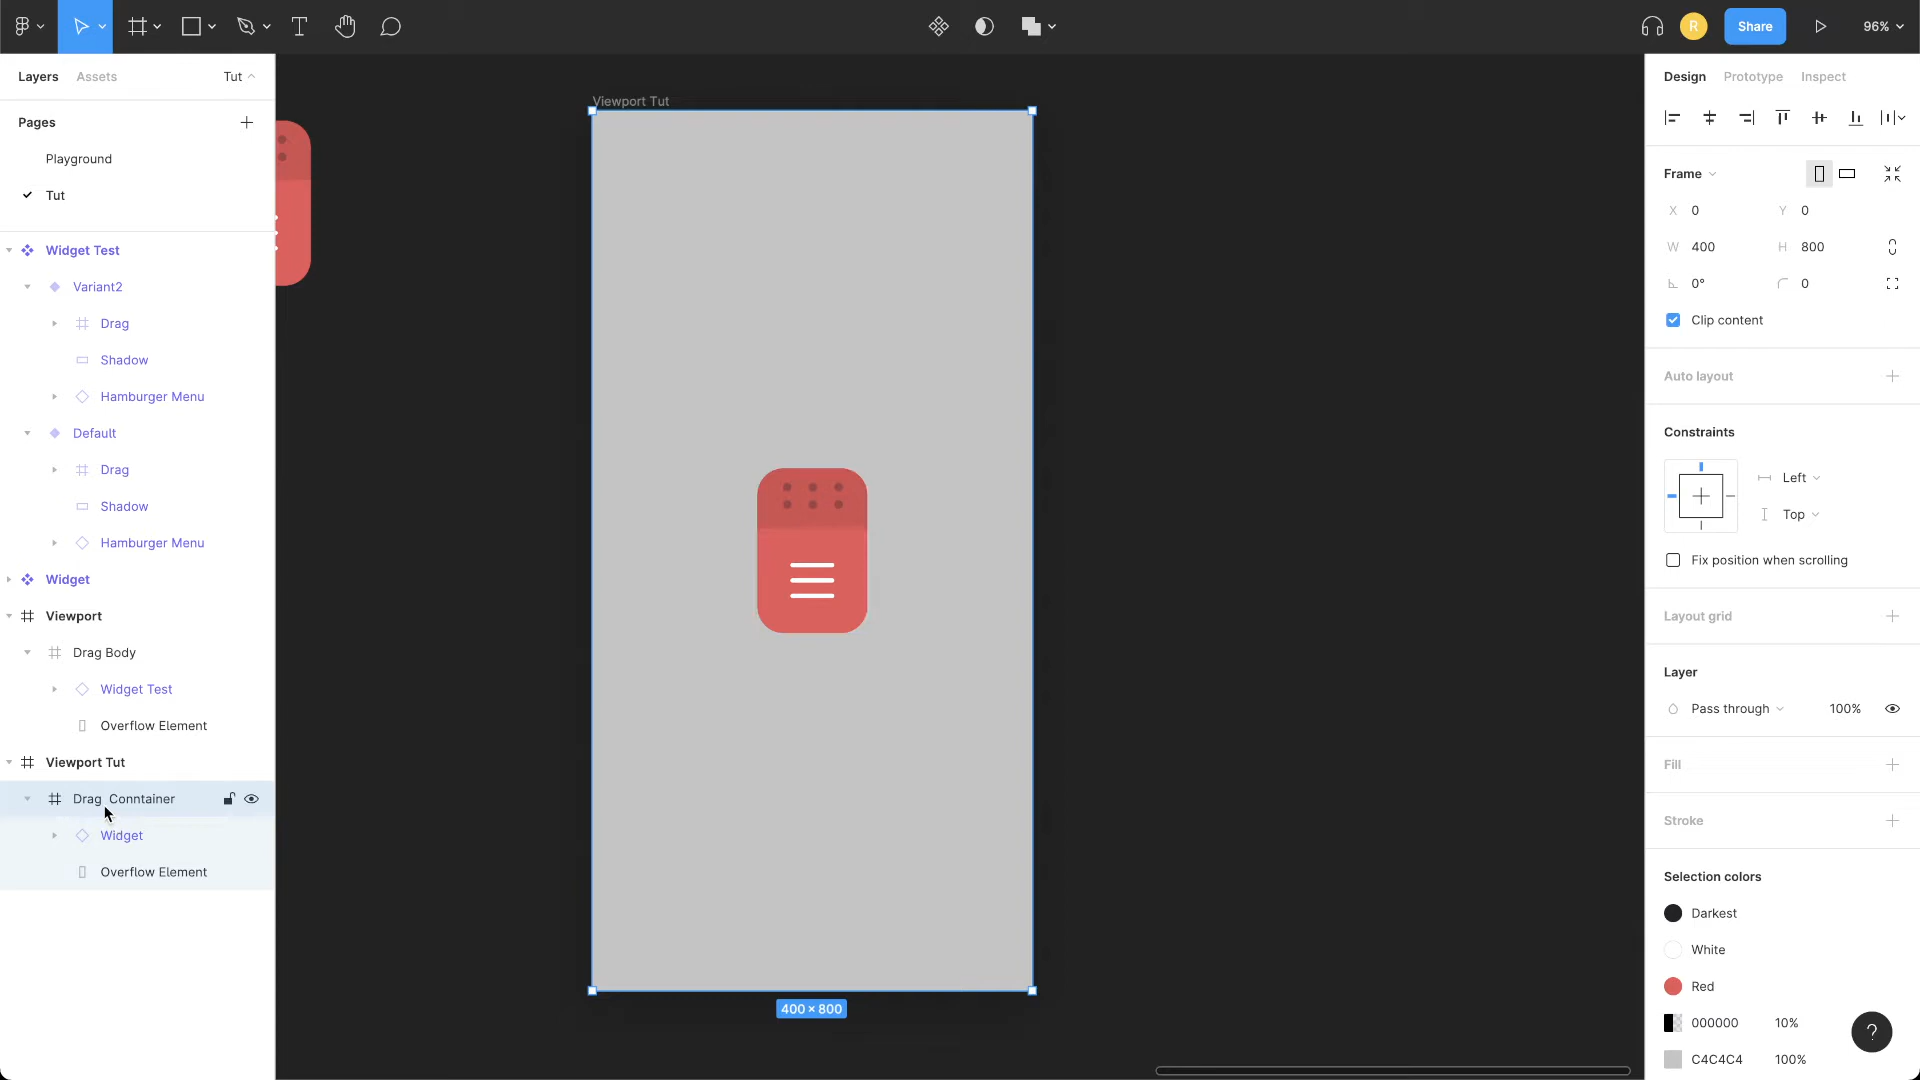 Share
R
96%
Layers
Assets
Tut
Pages
Playground
Tut
Widget Test
Variant2
Drag
Shadow
Hamburger Menu
Default
Drag
Shadow
Hamburger Menu
Widget
Viewport
Drag Body
Widget Test
Overflow Element
Viewport Tut
Drag Conntainer
Widget
Overflow Element
Viewport Tut
400 × 800
Design
Prototype
Inspect
Frame
X 0
Y 0
W 400
H 800
0°
0
Clip content
Auto layout
Constraints
Left
Top
Fix position when scrolling
Layout grid
Layer
Pass through
100%
Fill
Stroke
Selection colors
Darkest
White
Red
000000 10%
C4C4C4 100%
?